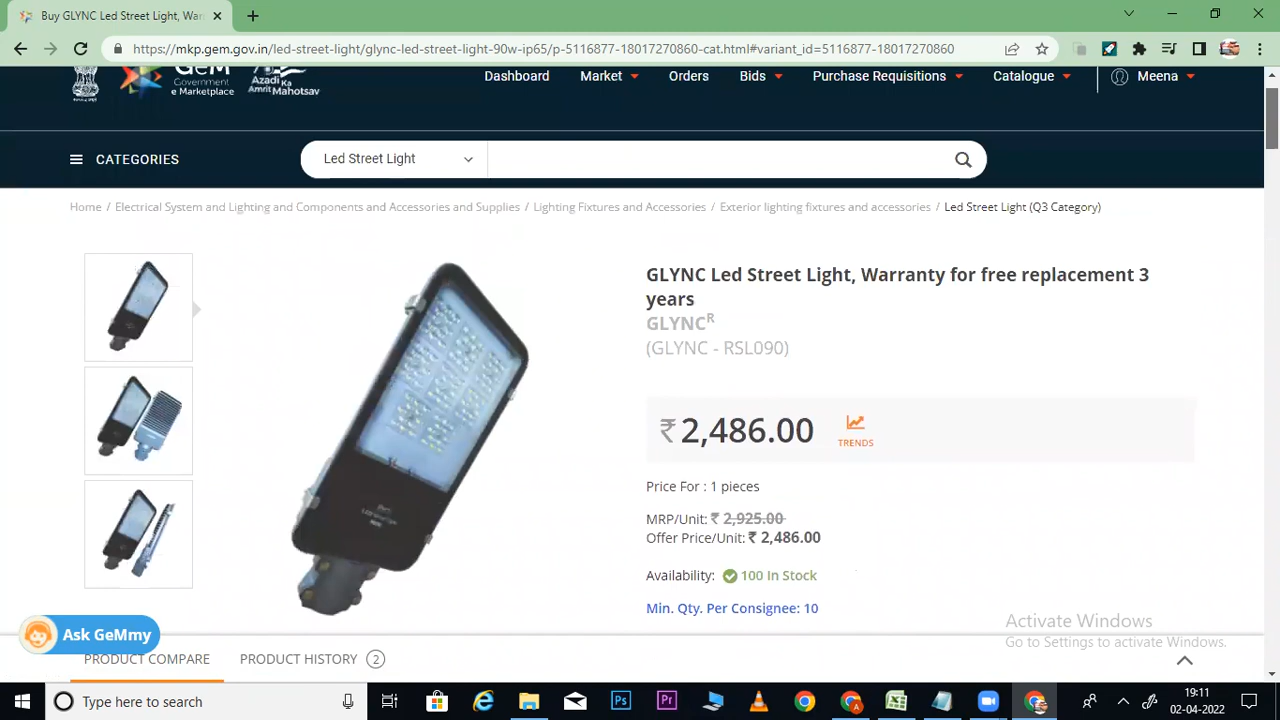 Buy GLYNC Led Street Light, War
https://mkp.gem.gov.in/led-street-light/glync-led-street-light-90w-ip65/p-5116877-18017270860-cat.html#variant_id=5116877-18017270860
GeM
Government
e Marketplace
Azadi
Ka
Amrit Mahotsav
Dashboard
Market
Orders
Bids
Purchase Requisitions
Catalogue
Meena
CATEGORIES
Led Street Light
Home / Electrical System and Lighting and Components and Accessories and Supplies / Lighting Fixtures and Accessories / Exterior lighting fixtures and accessories / Led Street Light (Q3 Category)
GLYNC Led Street Light, Warranty for free replacement 3
years
GLYNCR
(GLYNC - RSL090)
₹ 2,486.00
TRENDS
Price For : 1 pieces
MRP/Unit: ₹ 2,925.00
Offer Price/Unit: ₹ 2,486.00
Availability: 100 In Stock
Min. Qty. Per Consignee: 10
Activate Windows
Go to Settings to activate Windows.
Ask GeMmy
PRODUCT COMPARE
PRODUCT HISTORY 2
Type here to search
19:11
02-04-2022